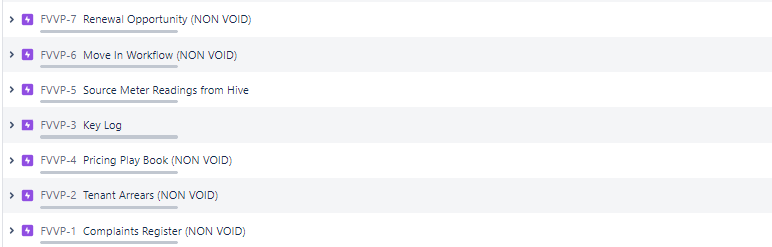 FVVP-7 Renewal Opportunity (NON VOID)
FVVP-6 Move In Workflow (NON VOID)
FVVP-5 Source Meter Readings from Hive
FVVP-3 Key Log
FVVP-4 Pricing Play Book (NON VOID)
FVVP-2 Tenant Arrears (NON VOID)
FVVP-1 Complaints Register (NON VOID)